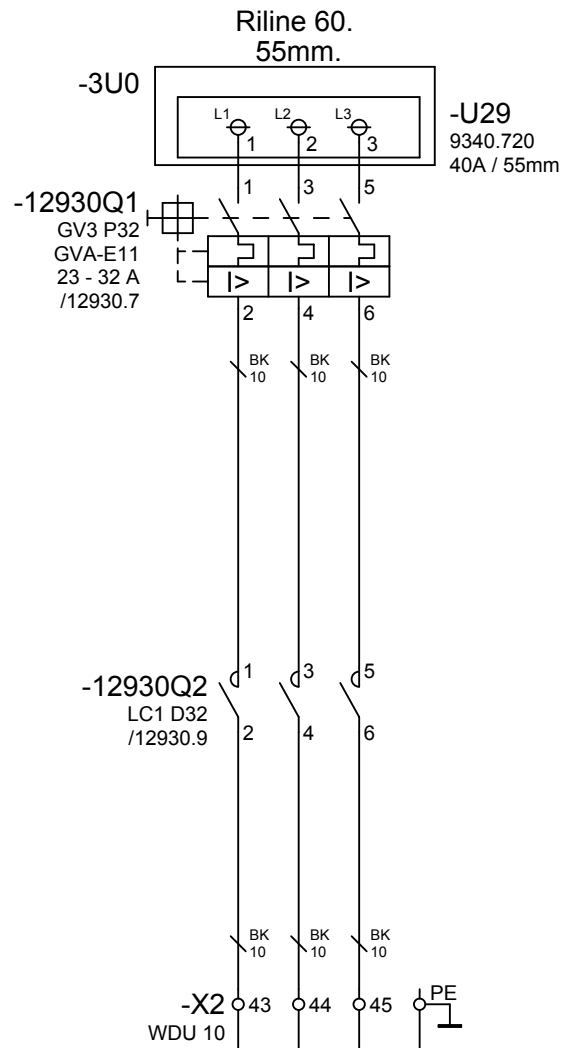 Riline 60.
55mm.
-3U0
L1 L2 L3
1 2 3
-U29
9340.720
40A / 55mm
1 3 5
-12930Q1
GV3 P32
GVA-E11
23 - 32 A
/12930.7
I> I> I>
2 4 6
BK BK BK
10 10 10
1 3 5
-12930Q2
LC1 D32
/12930.9
2 4 6
BK BK BK
10 10 10
-X2 43 44 45 PE
WDU 10